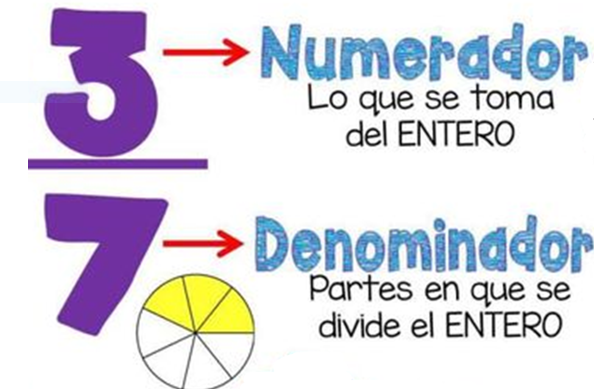 3 Numerador
Lo que se toma
del ENTERO
7 Denominador
Partes en que se
divide el ENTERO